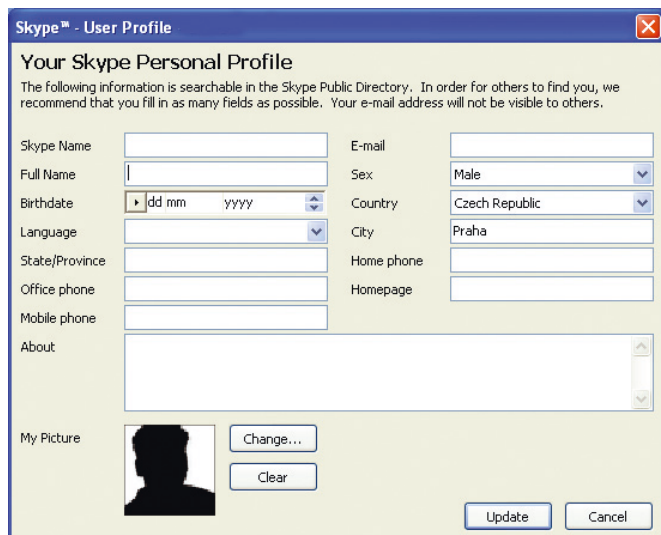 Skype™ - User Profile
Your Skype Personal Profile
The following information is searchable in the Skype Public Directory. In order for others to find you, we
recommend that you fill in as many fields as possible. Your e-mail address will not be visible to others.
Skype Name
E-mail
Full Name
Sex Male
Birthdate dd mm yyyy
Country Czech Republic
Language
City Praha
State/Province
Home phone
Office phone
Homepage
Mobile phone
About
My Picture
Change...
Clear
Update Cancel